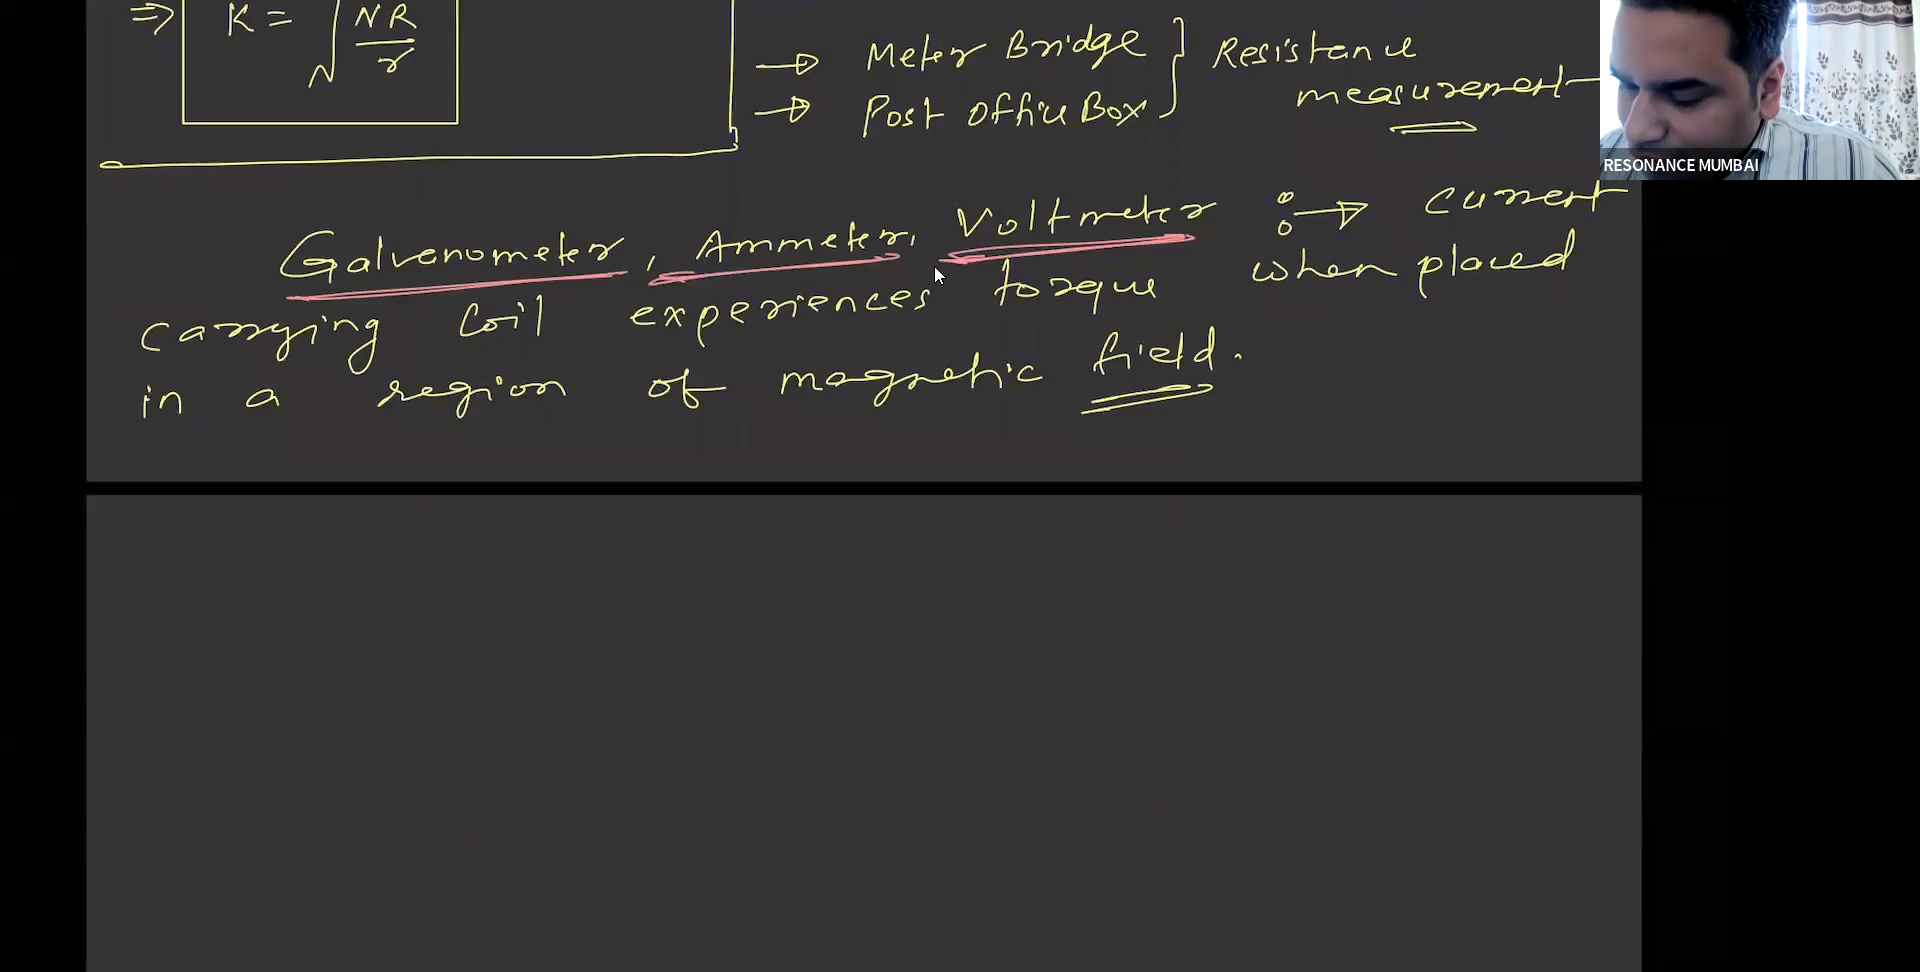 ⇒ K = √(NR/r)
→ Meter Bridge } Resistance
→ Post Office Box measurement
RESONANCE MUMBAI
Galvenometer, Ammeter, Voltmeter :→ current
carrying coil experiences torque when placed
in a region of magnetic field.